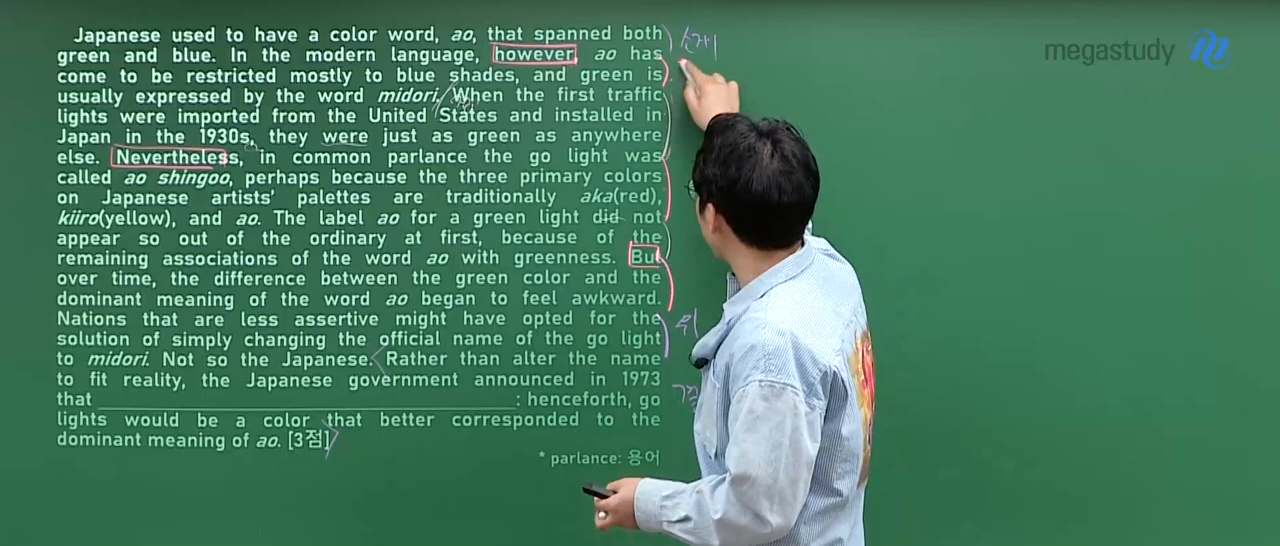 Japanese used to have a color word, ao, that spanned both
green and blue. In the modern language, however, ao has
come to be restricted mostly to blue shades, and green is
usually expressed by the word midori. When the first traffic
lights were imported from the United States and installed in
Japan in the 1930s, they were just as green as anywhere
else. Nevertheless, in common parlance the go light was
called ao shingoo, perhaps because the three primary colors
on Japanese artists' palettes are traditionally aka(red),
kiiro(yellow), and ao. The label ao for a green light did not
appear so out of the ordinary at first, because of the
remaining associations of the word ao with greenness. But
over time, the difference between the green color and the
dominant meaning of the word ao began to feel awkward.
Nations that are less assertive might have opted for the
solution of simply changing the official name of the go light
to midori. Not so the Japanese. Rather than alter the name
to fit reality, the Japanese government announced in 1973
that ________________: henceforth, go
lights would be a color that better corresponded to the
dominant meaning of ao. [3점]
* parlance: 용어
megastudy